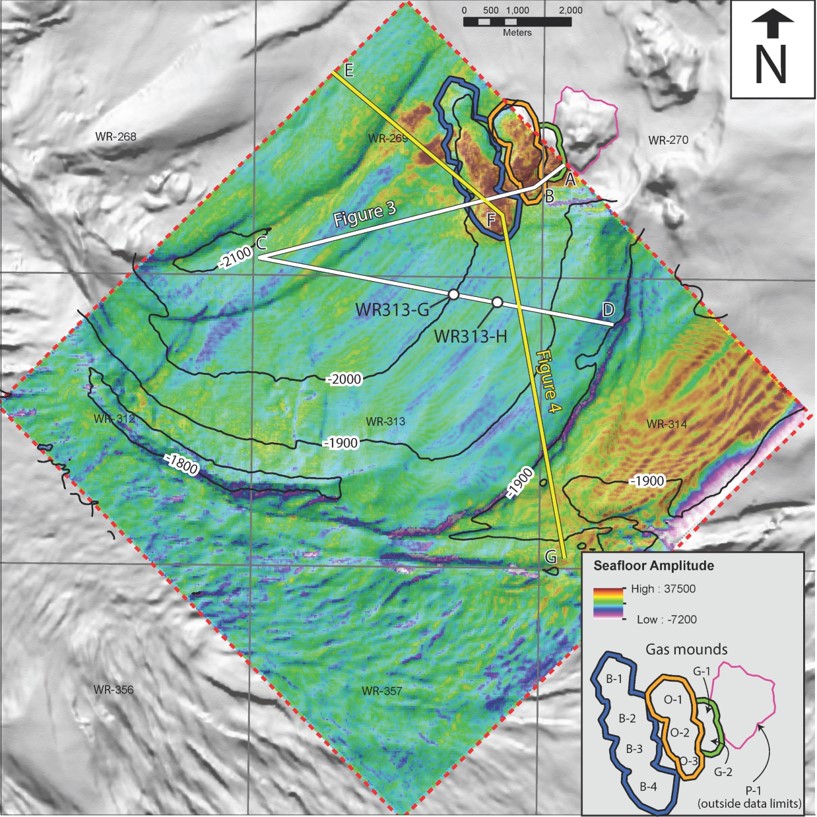 0 500 1,000 2,000
Meters
N
E
WR-268
WR-269
WR-270
A
B
Figure 3
F
C
-2100
WR313-G
WR313-H
D
Figure 4
-2000
WR-312
WR-313
WR-314
-1900
-1800
-1900
-1900
G
Seafloor Amplitude
High : 37500
Low : -7200
Gas mounds
B-1
G-1
O-1
B-2
O-2
B-3
O-3
G-2
B-4
P-1
(outside data limits)
WR-356
WR-357